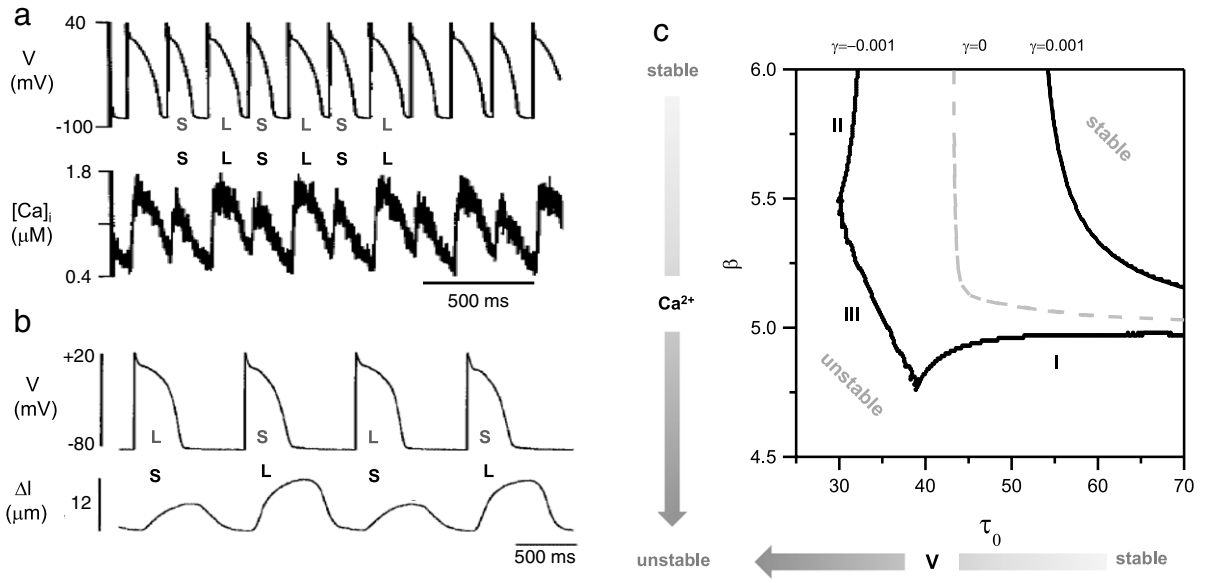 a
40
V
(mV)
-100
S L S L S L
S L S L S L
1.8
[Ca]i
(μM)
0.4
500 ms
b
+20
V
(mV)
-80
L S L S
S L S L
ΔI
(μm)
12
500 ms
c
γ=−0.001 γ=0 γ=0.001
stable
Ca²⁺
unstable
6.0
5.5
5.0
4.5
β
II
III
I
stable
unstable
30 40 50 60 70
τ₀
V
stable